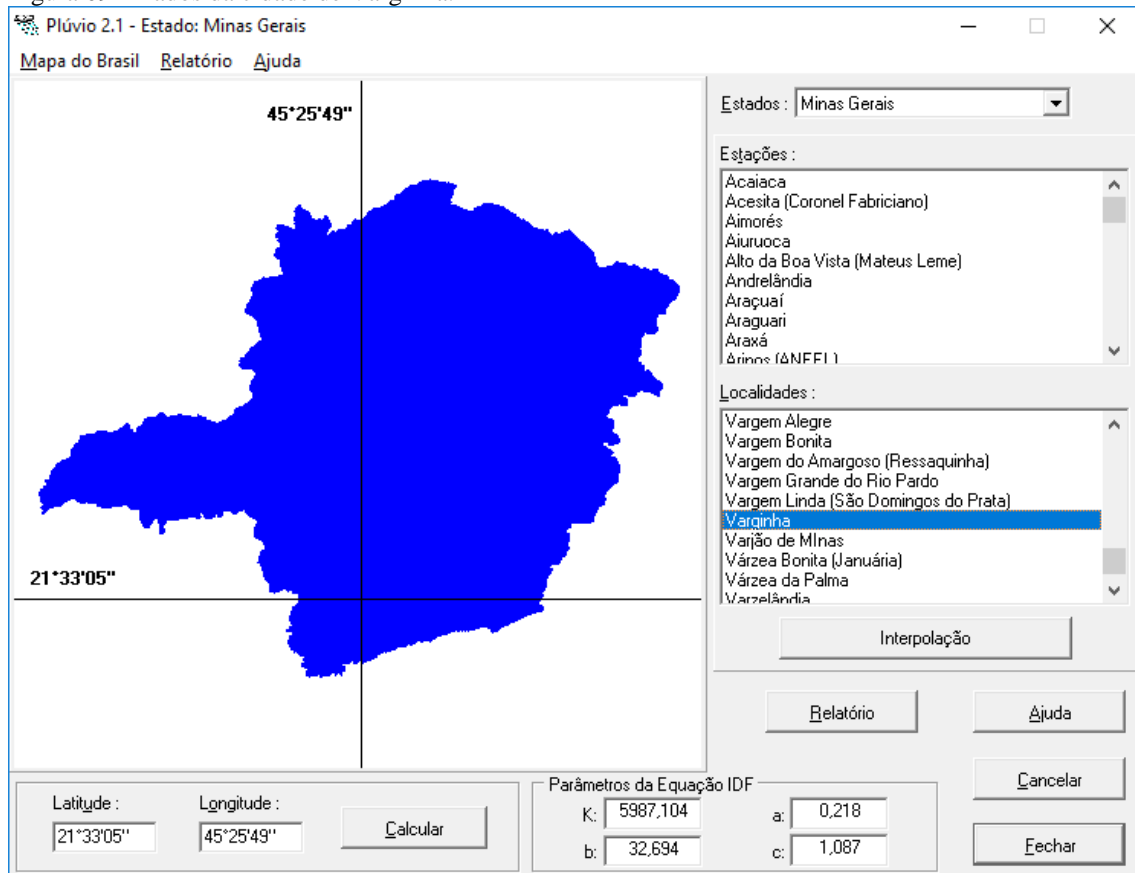 Plúvio 2.1 - Estado: Minas Gerais
Mapa do Brasil Relatório Ajuda
45°25'49"
21°33'05"
Estados : Minas Gerais
Estações :
Acaiaca
Acesita (Coronel Fabriciano)
Aimorés
Aiuruoca
Alto da Boa Vista (Mateus Leme)
Andrelândia
Araçuaí
Araguari
Araxá
Arinos (ANEEL)
Localidades :
Vargem Alegre
Vargem Bonita
Vargem do Amargoso (Ressaquinha)
Vargem Grande do Rio Pardo
Vargem Linda (São Domingos do Prata)
Varginha
Varjão de MInas
Várzea Bonita (Januária)
Várzea da Palma
Varzelândia
Interpolação
Relatório
Ajuda
Cancelar
Fechar
Latitude : Longitude :
21°33'05" 45°25'49" Calcular
Parâmetros da Equação IDF
K: 5987,104 a: 0,218
b: 32,694 c: 1,087